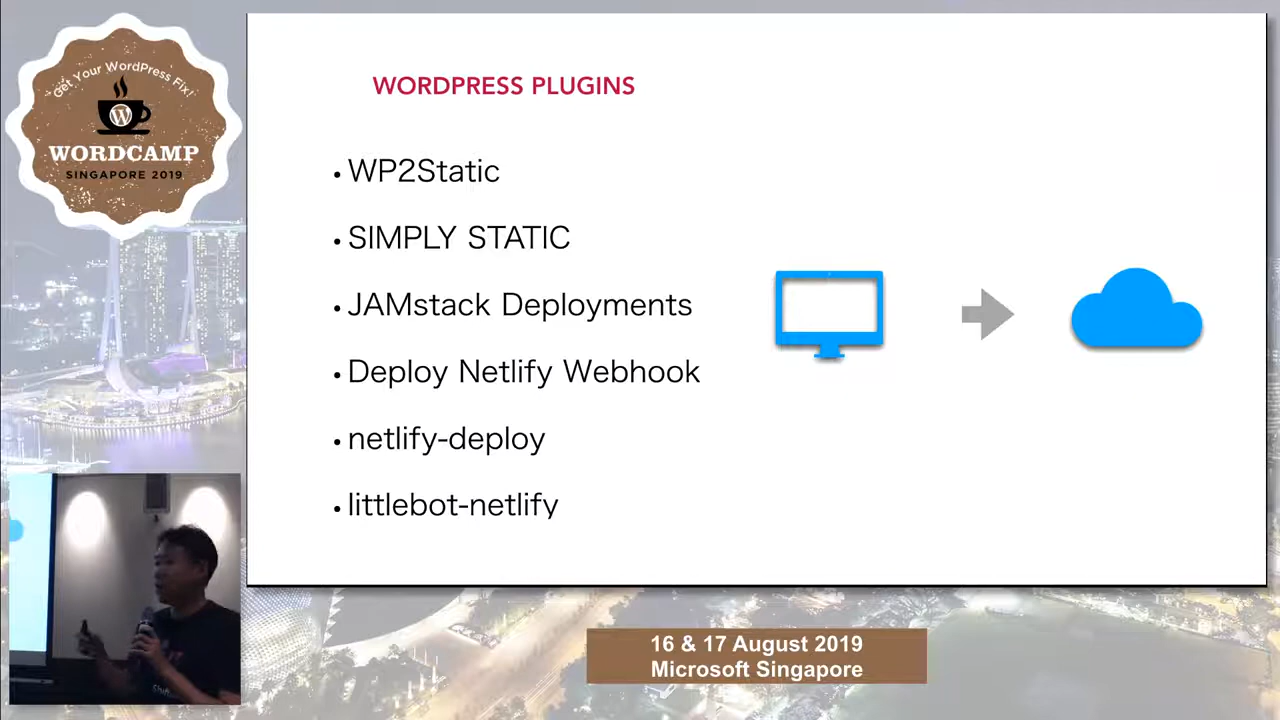 Get Your WordPress Fix!
W
WORDCAMP
SINGAPORE 2019
WORDPRESS PLUGINS
• WP2Static
• SIMPLY STATIC
• JAMstack Deployments
• Deploy Netlify Webhook
• netlify-deploy
• littlebot-netlify
16 & 17 August 2019
Microsoft Singapore